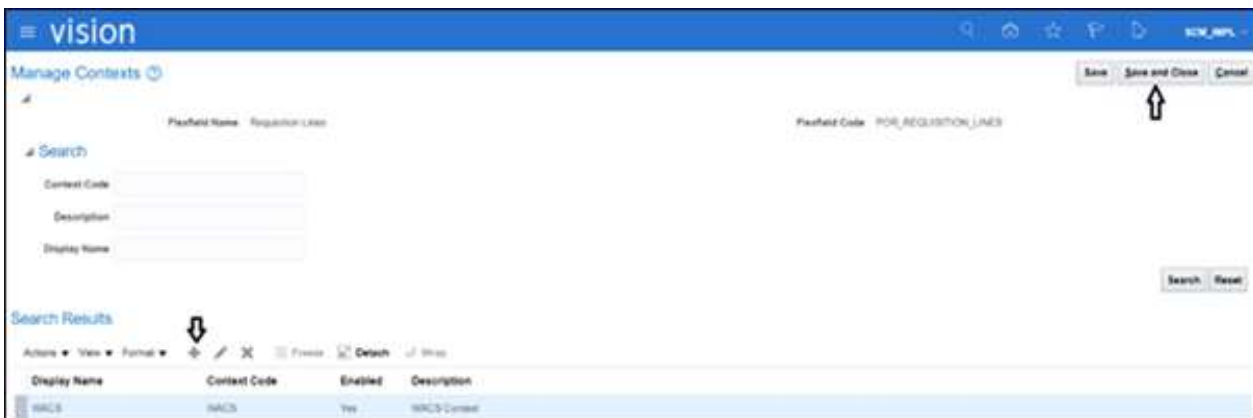 vision
SCM_IMPL
Manage Contexts
Save Save and Close Cancel
Flexfield Name Requisition Lines
Flexfield Code POR_REQUISITION_LINES
Search
Context Code
Description
Display Name
Search Reset
Search Results
Actions View Format Freeze Detach Wrap
Display Name Context Code Enabled Description
WACS WACS Yes WACS Context